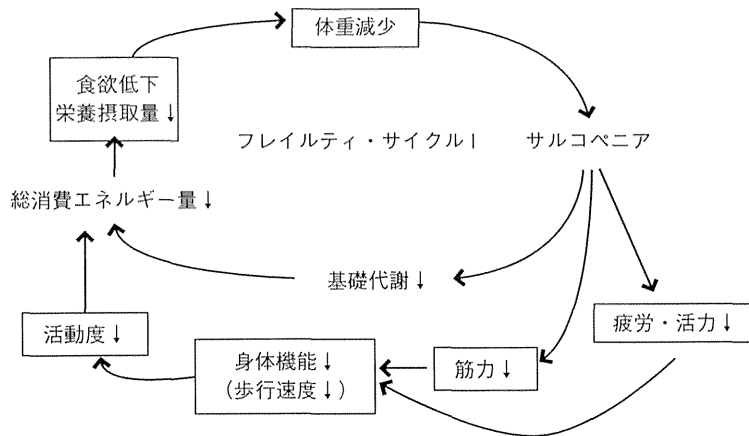 体重減少
食欲低下
栄養摂取量↓
フレイルティ・サイクル|
サルコペニア
総消費エネルギー量↓
基礎代謝↓
活動度↓
疲労・活力↓
身体機能↓
(歩行速度↓)
筋力↓